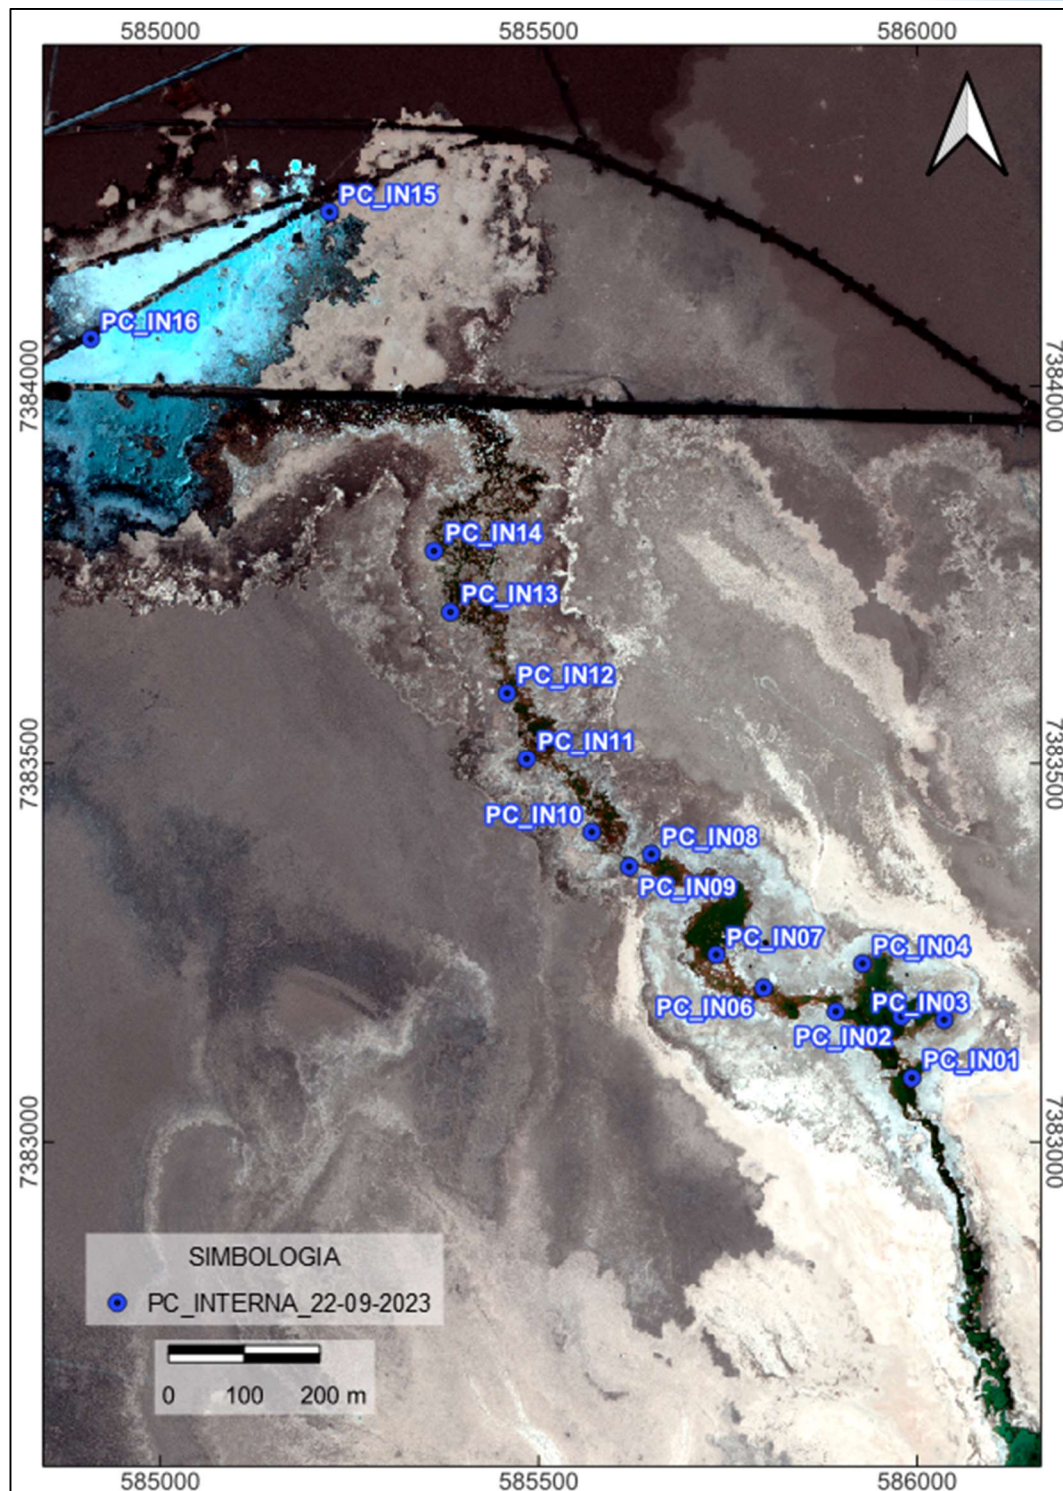 585000 585500 586000
PC_IN15
PC_IN16
7384000 7384000
PC_IN14
PC_IN13
PC_IN12
PC_IN11
7383500 7383500
PC_IN10
PC_IN08
PC_IN09
PC_IN07
PC_IN04
PC_IN06
PC_IN03
PC_IN02
PC_IN01
7383000 7383000
SIMBOLOGIA
PC_INTERNA_22-09-2023
0 100 200 m
585000 585500 586000